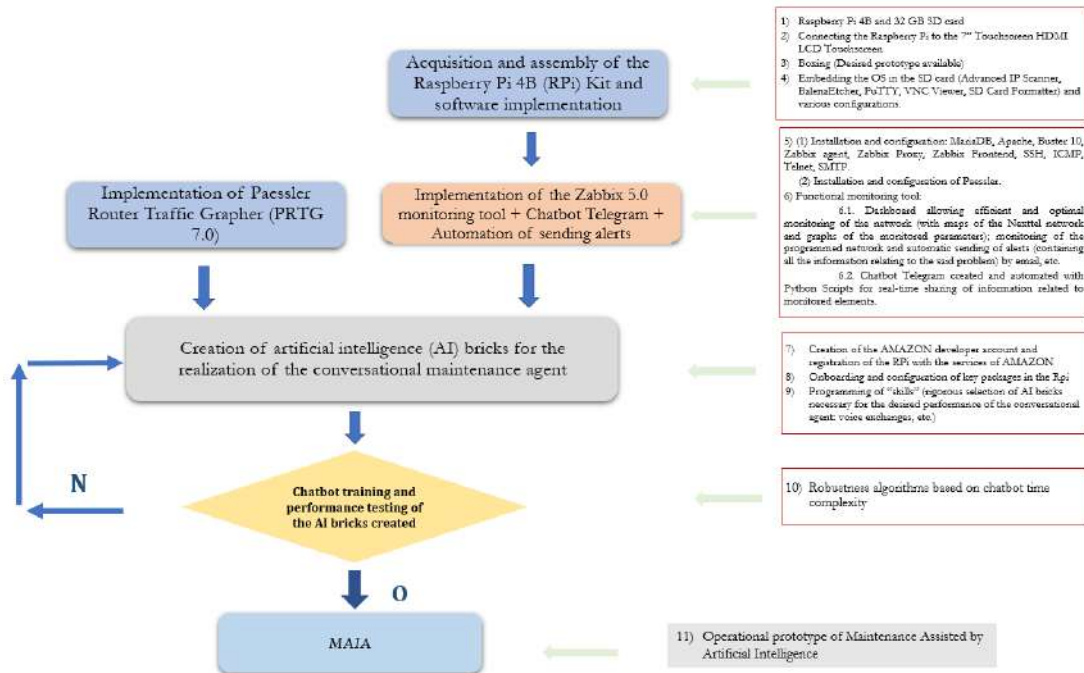 Acquisition and assembly of the
Raspberry Pi 4B (RPi) Kit and
software implementation
1) Raspberry Pi 4B and 32 GB SD card
2) Connecting the Raspberry Pi to the 7" Touchscreen HDMI
LCD Touchscreen
3) Boxing (Desired prototype available)
4) Embedding the OS in the SD card (Advanced IP Scanner,
BalenaEtcher, PuTTY, VNC Viewer, SD Card Formatter) and
various configurations.
Implementation of Paessler
Router Traffic Grapher (PRTG
7.0)
Implementation of the Zabbix 5.0
monitoring tool + Chatbot Telegram +
Automation of sending alerts
5) (1) Installation and configuration: MariaDB, Apache, Buster 10,
Zabbix agent, Zabbix Proxy, Zabbix Frontend, SSH, ICMP,
Telnet, SMTP.
(2) Installation and configuration of Paessler.
6) Functional monitoring tool:
6.1. Dashboard allowing efficient and optimal
monitoring of the network (with maps of the Nexttel network
and graphs of the monitored parameters); monitoring of the
programmed network and automatic sending of alerts (containing
all the information relating to the said problem) by email, etc.
6.2. Chatbot Telegram created and automated with
Python Scripts for real-time sharing of information related to
monitored elements.
Creation of artificial intelligence (AI) bricks for the
realization of the conversational maintenance agent
7) Creation of the AMAZON developer account and
registration of the RPi with the services of AMAZON
8) Onboarding and configuration of key packages in the Rpi
9) Programming of "skills" (rigorous selection of AI bricks
necessary for the desired performance of the conversational
agent: voice exchanges, etc.)
N
Chatbot training and
performance testing of
the AI bricks created
10) Robustness algorithms based on chatbot time
complexity
O
MAIA
11) Operational prototype of Maintenance Assisted by
Artificial Intelligence